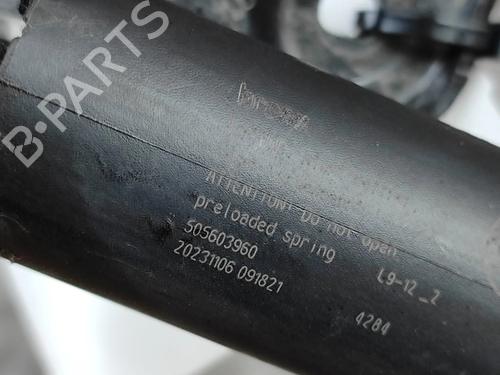 B-PARTS
ATTENTION! Do not open
preloaded spring
505603960 L9-12_2
20231106 091821
4284